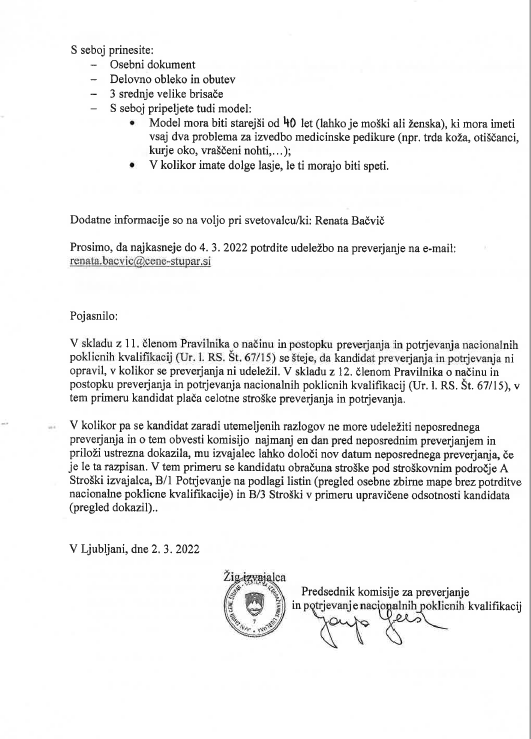 S seboj prinesite:
– Osebni dokument
– Delovno obleko in obutev
– 3 srednje velike brisače
– S seboj pripeljete tudi model:
• Model mora biti starejši od 40 let (lahko je moški ali ženska), ki mora imeti
vsaj dva problema za izvedbo medicinske pedikure (npr. trda koža, otiščanci,
kurje oko, vraščeni nohti,…);
• V kolikor imate dolge lasje, le ti morajo biti speti.
Dodatne informacije so na voljo pri svetovalcu/ki: Renata Bačvič
Prosimo, da najkasneje do 4. 3. 2022 potrdite udeležbo na preverjanje na e-mail:
renata.bacvic@cene-stupar.si
Pojasnilo:
V skladu z 11. členom Pravilnika o načinu in postopku preverjanja in potrjevanja nacionalnih
poklicnih kvalifikacij (Ur. l. RS. Št. 67/15) se šteje, da kandidat preverjanja in potrjevanja ni
opravil, v kolikor se preverjanja ni udeležil. V skladu z 12. členom Pravilnika o načinu in
postopku preverjanja in potrjevanja nacionalnih poklicnih kvalifikacij (Ur. l. RS. Št. 67/15), v
tem primeru kandidat plača celotne stroške preverjanja in potrjevanja.
V kolikor pa se kandidat zaradi utemeljenih razlogov ne more udeležiti neposrednega
preverjanja in o tem obvesti komisijo najmanj en dan pred neposrednim preverjanjem in
priloži ustrezna dokazila, mu izvajalec lahko določi nov datum neposrednega preverjanja, če
je le ta razpisan. V tem primeru se kandidatu obračuna stroške pod stroškovnim področje A
Stroški izvajalca, B/1 Potrjevanje na podlagi listin (pregled osebne zbirne mape brez potrditve
nacionalne poklicne kvalifikacije) in B/3 Stroški v primeru upravičene odsotnosti kandidata
(pregled dokazil)..
V Ljubljani, dne 2. 3. 2022
Žig izvajalca
Predsednik komisije za preverjanje
in potrjevanje nacionalnih poklicnih kvalifikacij
7